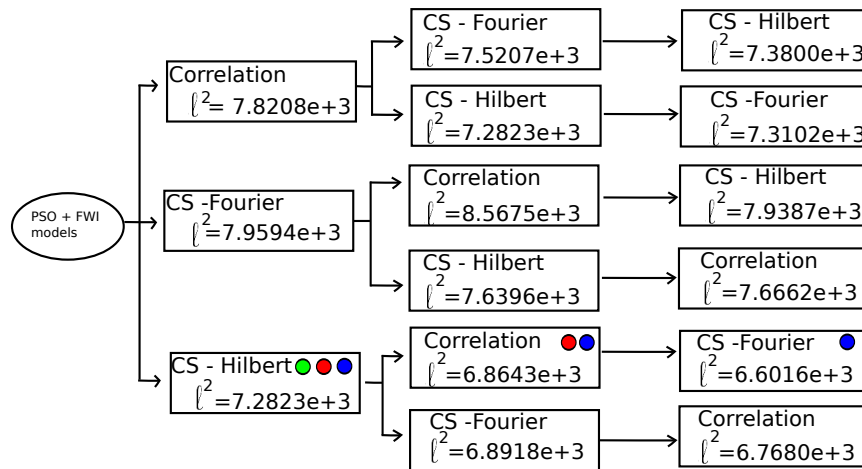 PSO + FWI
models
Correlation
ℓ²= 7.8208e+3
CS - Fourier
ℓ²=7.5207e+3
CS - Hilbert
ℓ²=7.3800e+3
CS - Hilbert
ℓ²=7.2823e+3
CS -Fourier
ℓ²=7.3102e+3
CS -Fourier
ℓ²=7.9594e+3
Correlation
ℓ²=8.5675e+3
CS - Hilbert
ℓ²=7.9387e+3
CS - Hilbert
ℓ²=7.6396e+3
Correlation
ℓ²=7.6662e+3
CS - Hilbert
ℓ²=7.2823e+3
Correlation
ℓ²=6.8643e+3
CS -Fourier
ℓ²=6.6016e+3
CS -Fourier
ℓ²=6.8918e+3
Correlation
ℓ²=6.7680e+3